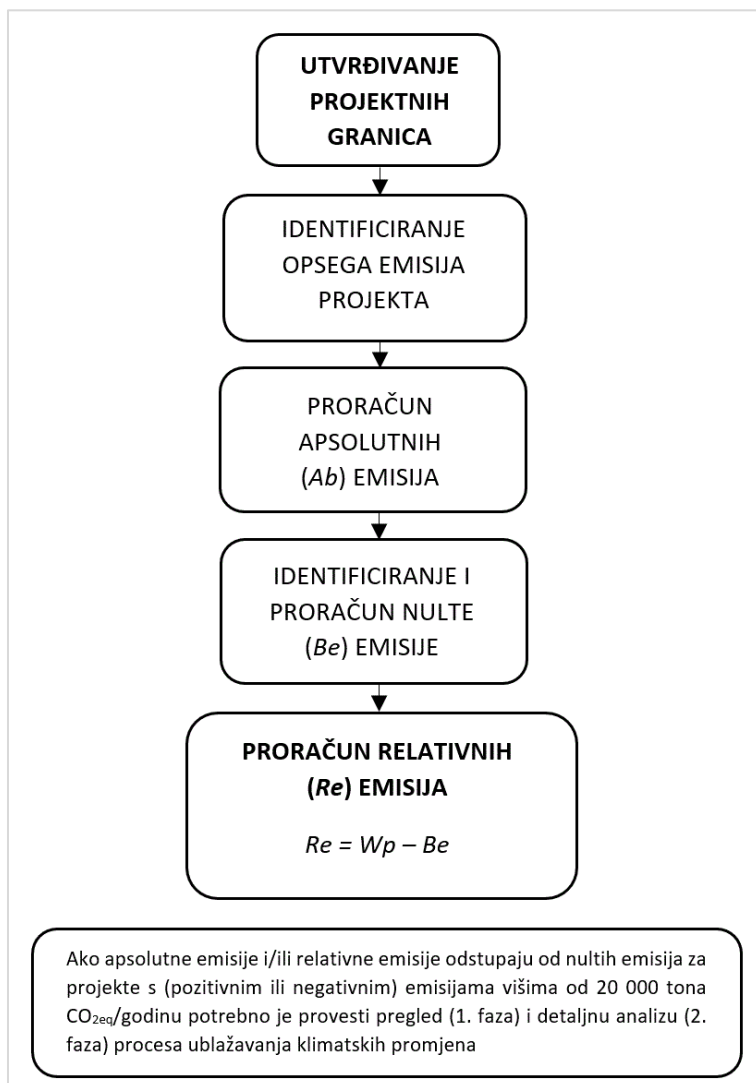 UTVRĐIVANJE
PROJEKTNIH
GRANICA
IDENTIFICIRANJE
OPSEGA EMISIJA
PROJEKTA
PRORAČUN
APSOLUTNIH
(Ab) EMISIJA
IDENTIFICIRANJE I
PRORAČUN NULTE
(Be) EMISIJE
PRORAČUN RELATIVNIH
(Re) EMISIJA
Re = Wp – Be
Ako apsolutne emisije i/ili relativne emisije odstupaju od nultih emisija za
projekte s (pozitivnim ili negativnim) emisijama višima od 20 000 tona
CO2eq/godinu potrebno je provesti pregled (1. faza) i detaljnu analizu (2.
faza) procesa ublažavanja klimatskih promjena